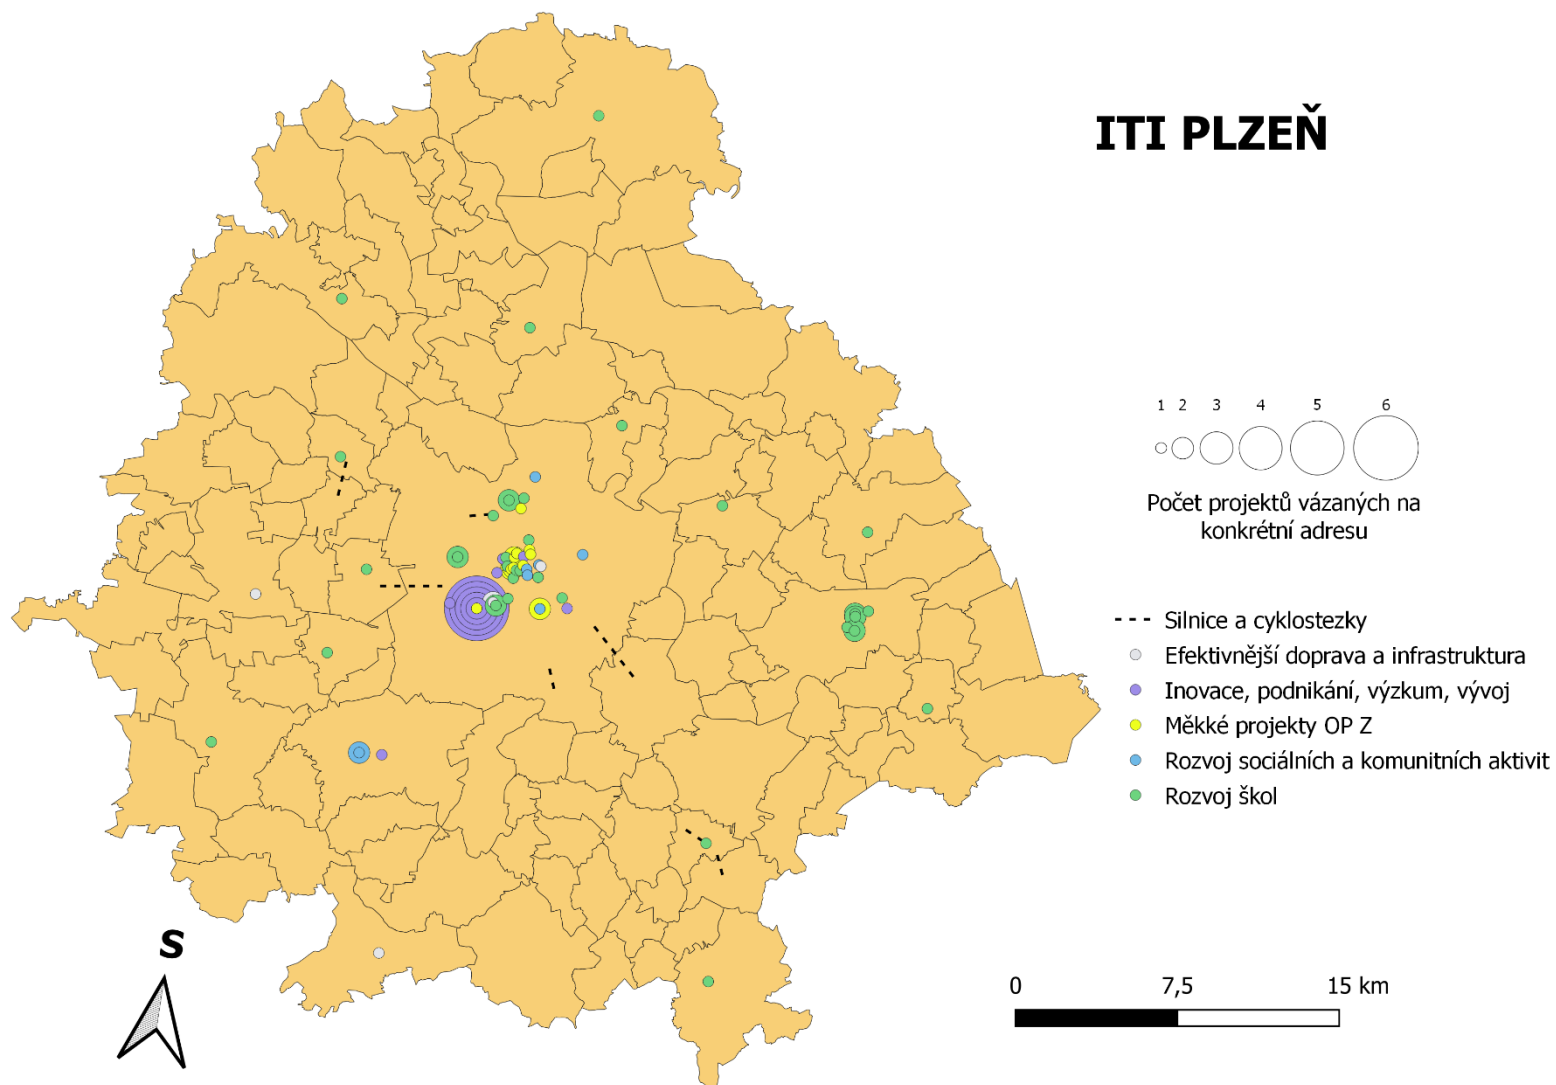 ITI PLZEŇ
1 2 3 4 5 6
Počet projektů vázaných na
konkrétní adresu
Silnice a cyklostezky
Efektivnější doprava a infrastruktura
Inovace, podnikání, výzkum, vývoj
Měkké projekty OP Z
Rozvoj sociálních a komunitních aktivit
Rozvoj škol
S
0 7,5 15 km